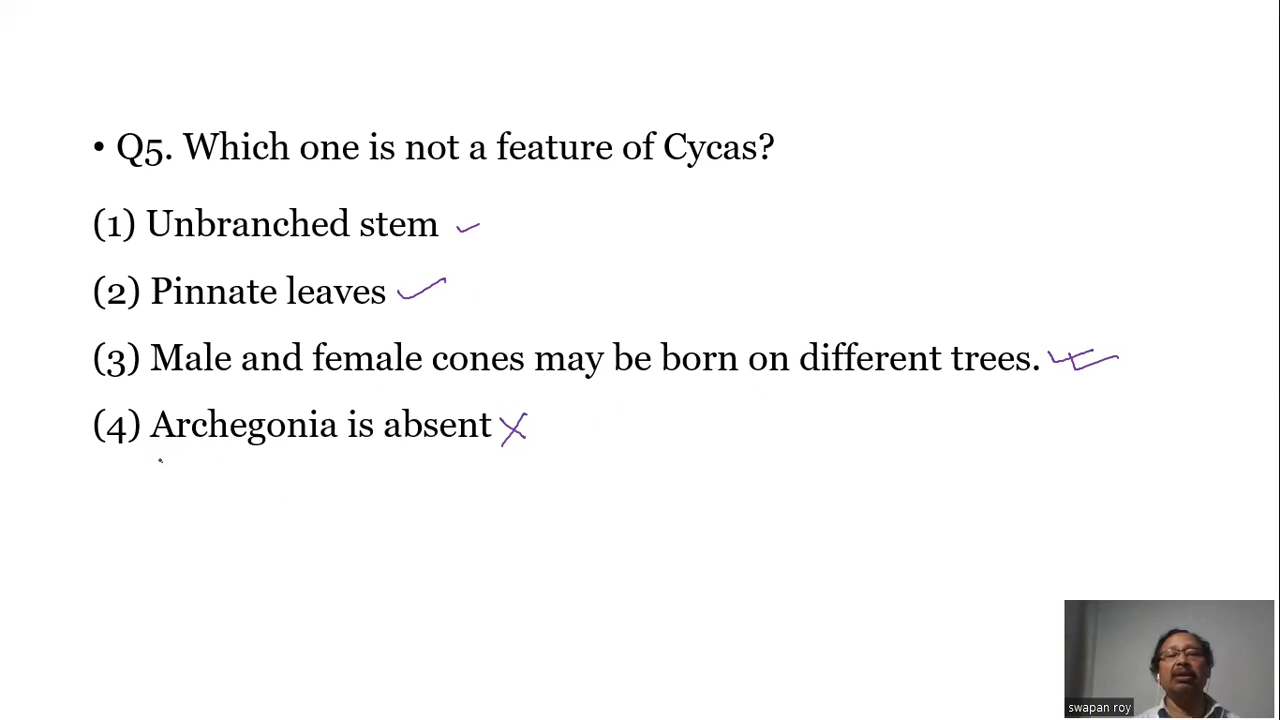 • Q5. Which one is not a feature of Cycas?
(1) Unbranched stem
(2) Pinnate leaves
(3) Male and female cones may be born on different trees.
(4) Archegonia is absent
swapan roy